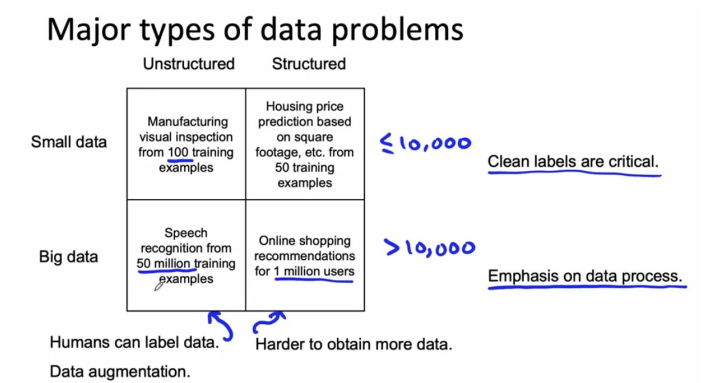 Major types of data problems
Unstructured Structured
Small data
Manufacturing
visual inspection
from 100 training
examples
Housing price
prediction based
on square
footage, etc. from
50 training
examples
≤10,000
Clean labels are critical.
Big data
Speech
recognition from
50 million training
examples
Online shopping
recommendations
for 1 million users
>10,000
Emphasis on data process.
Humans can label data.
Harder to obtain more data.
Data augmentation.